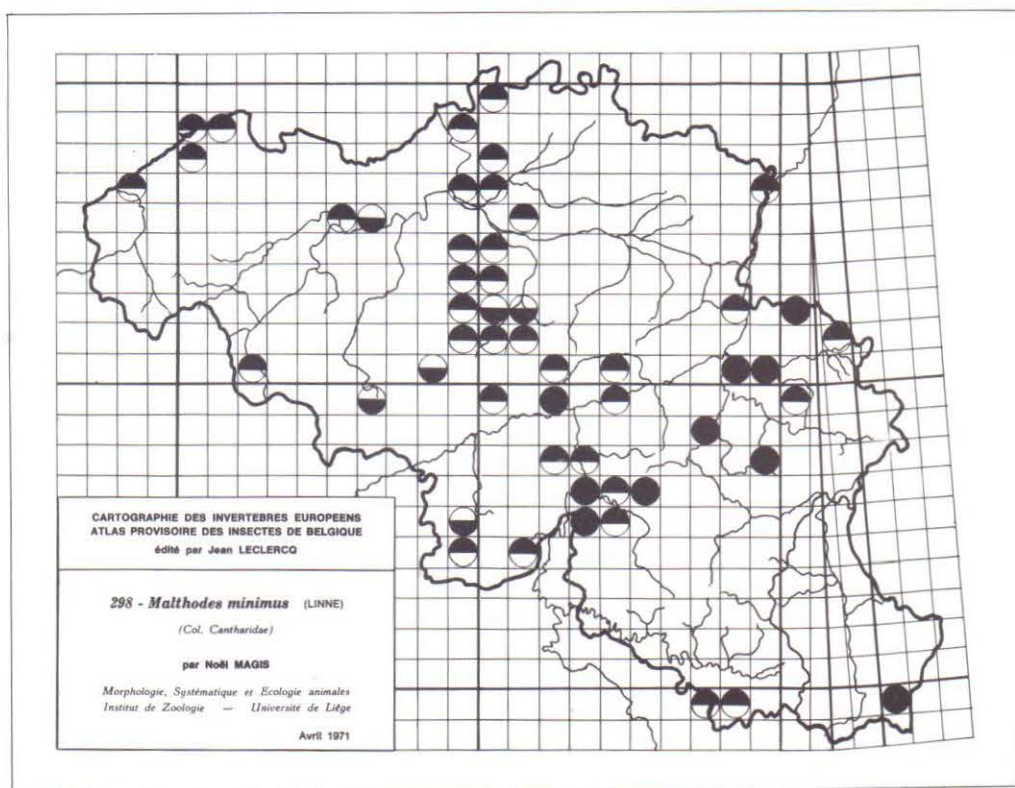 CARTOGRAPHIE DES INVERTEBRES EUROPEENS
ATLAS PROVISOIRE DES INSECTES DE BELGIQUE
édité par Jean LECLERCQ
298 - Malthodes minimus (LINNE)
(Col. Cantharidae)
par Noël MAGIS
Morphologie, Systématique et Ecologie animales
Institut de Zoologie — Université de Liège
Avril 1971